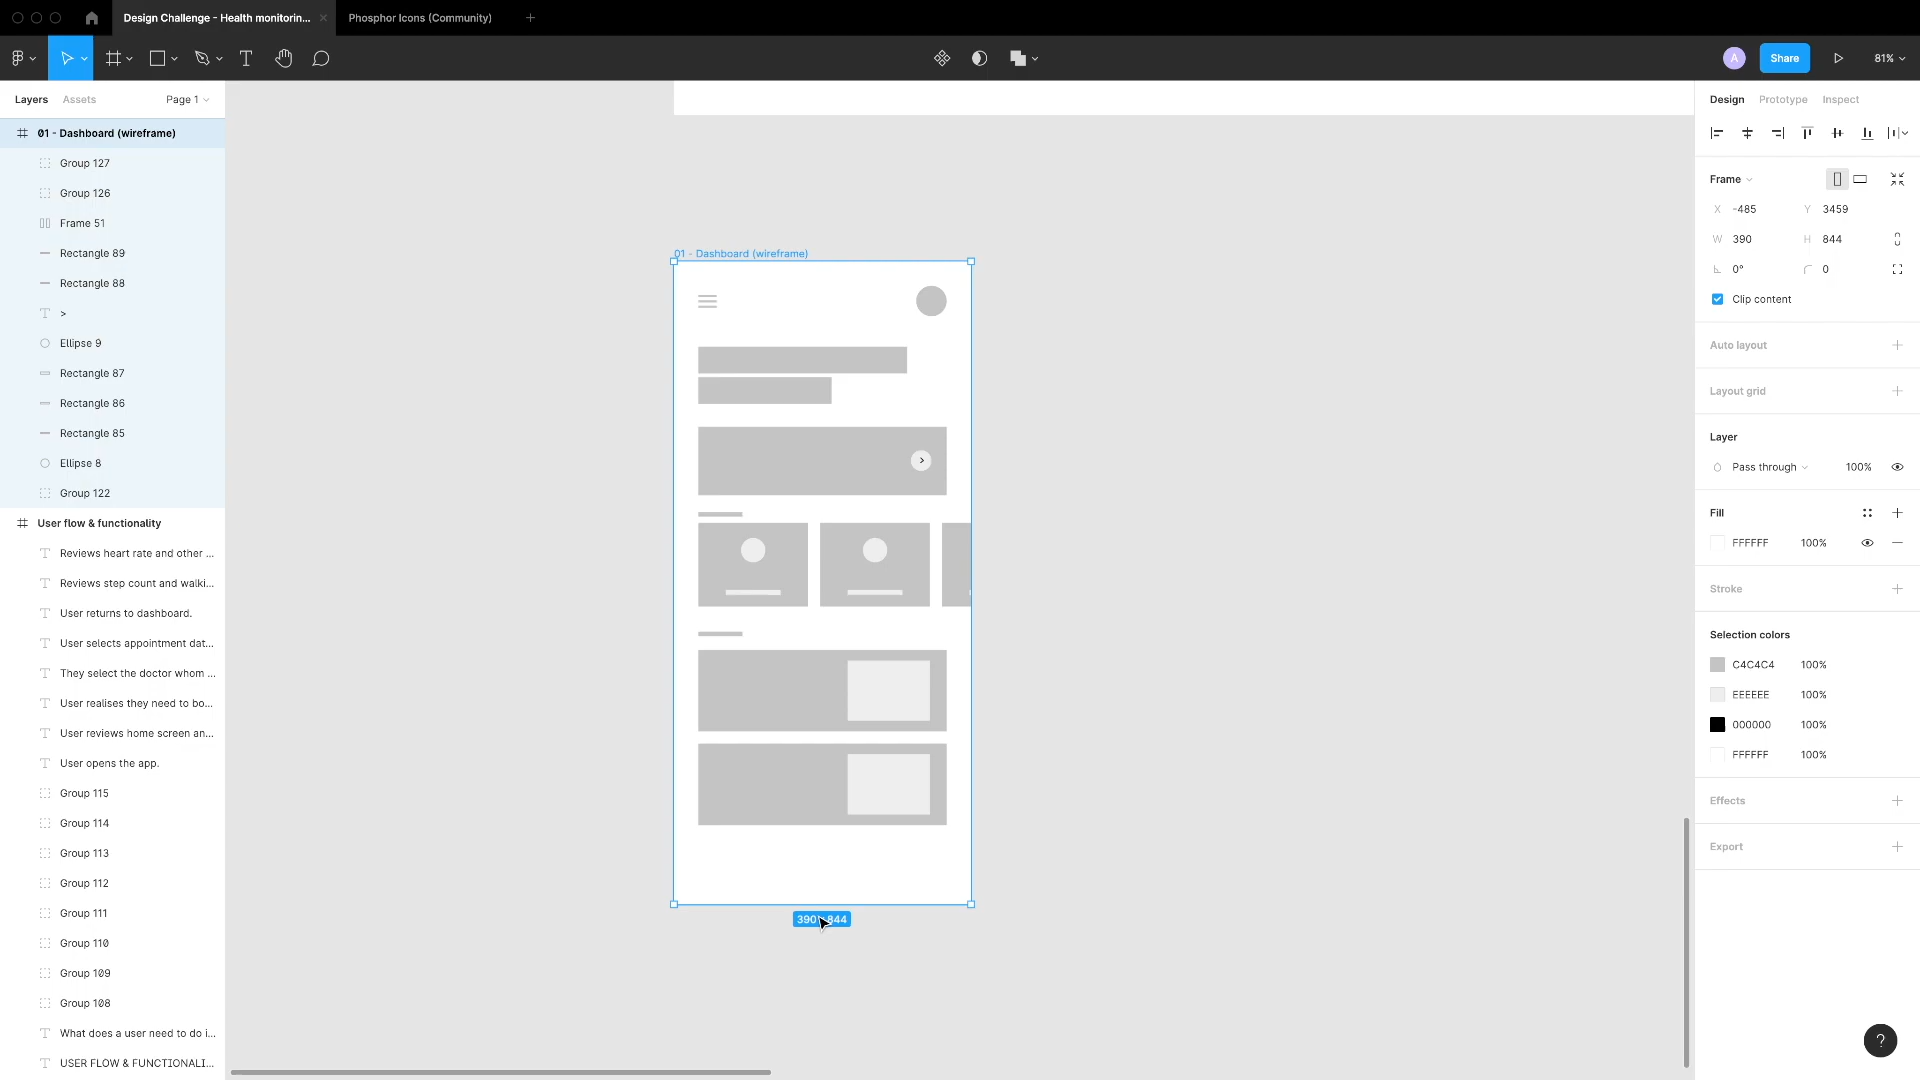 Design Challenge - Health monitorin...
Phosphor Icons (Community)
A
Share
81%
Layers
Assets
Page 1
01 - Dashboard (wireframe)
Group 127
Group 126
Frame 51
Rectangle 89
Rectangle 88
>
Ellipse 9
Rectangle 87
Rectangle 86
Rectangle 85
Ellipse 8
Group 122
User flow & functionality
Reviews heart rate and other ...
Reviews step count and walki...
User returns to dashboard.
User selects appointment dat...
They select the doctor whom ...
User realises they need to bo...
User reviews home screen an...
User opens the app.
Group 115
Group 114
Group 113
Group 112
Group 111
Group 110
Group 109
Group 108
What does a user need to do i...
USER FLOW & FUNCTIONALI...
01 - Dashboard (wireframe)
Design
Prototype
Inspect
Frame
X -485
Y 3459
W 390
H 844
0°
0
Clip content
Auto layout
Layout grid
Layer
Pass through
100%
Fill
FFFFFF 100%
Stroke
Selection colors
C4C4C4 100%
EEEEEE 100%
000000 100%
FFFFFF 100%
Effects
Export
?